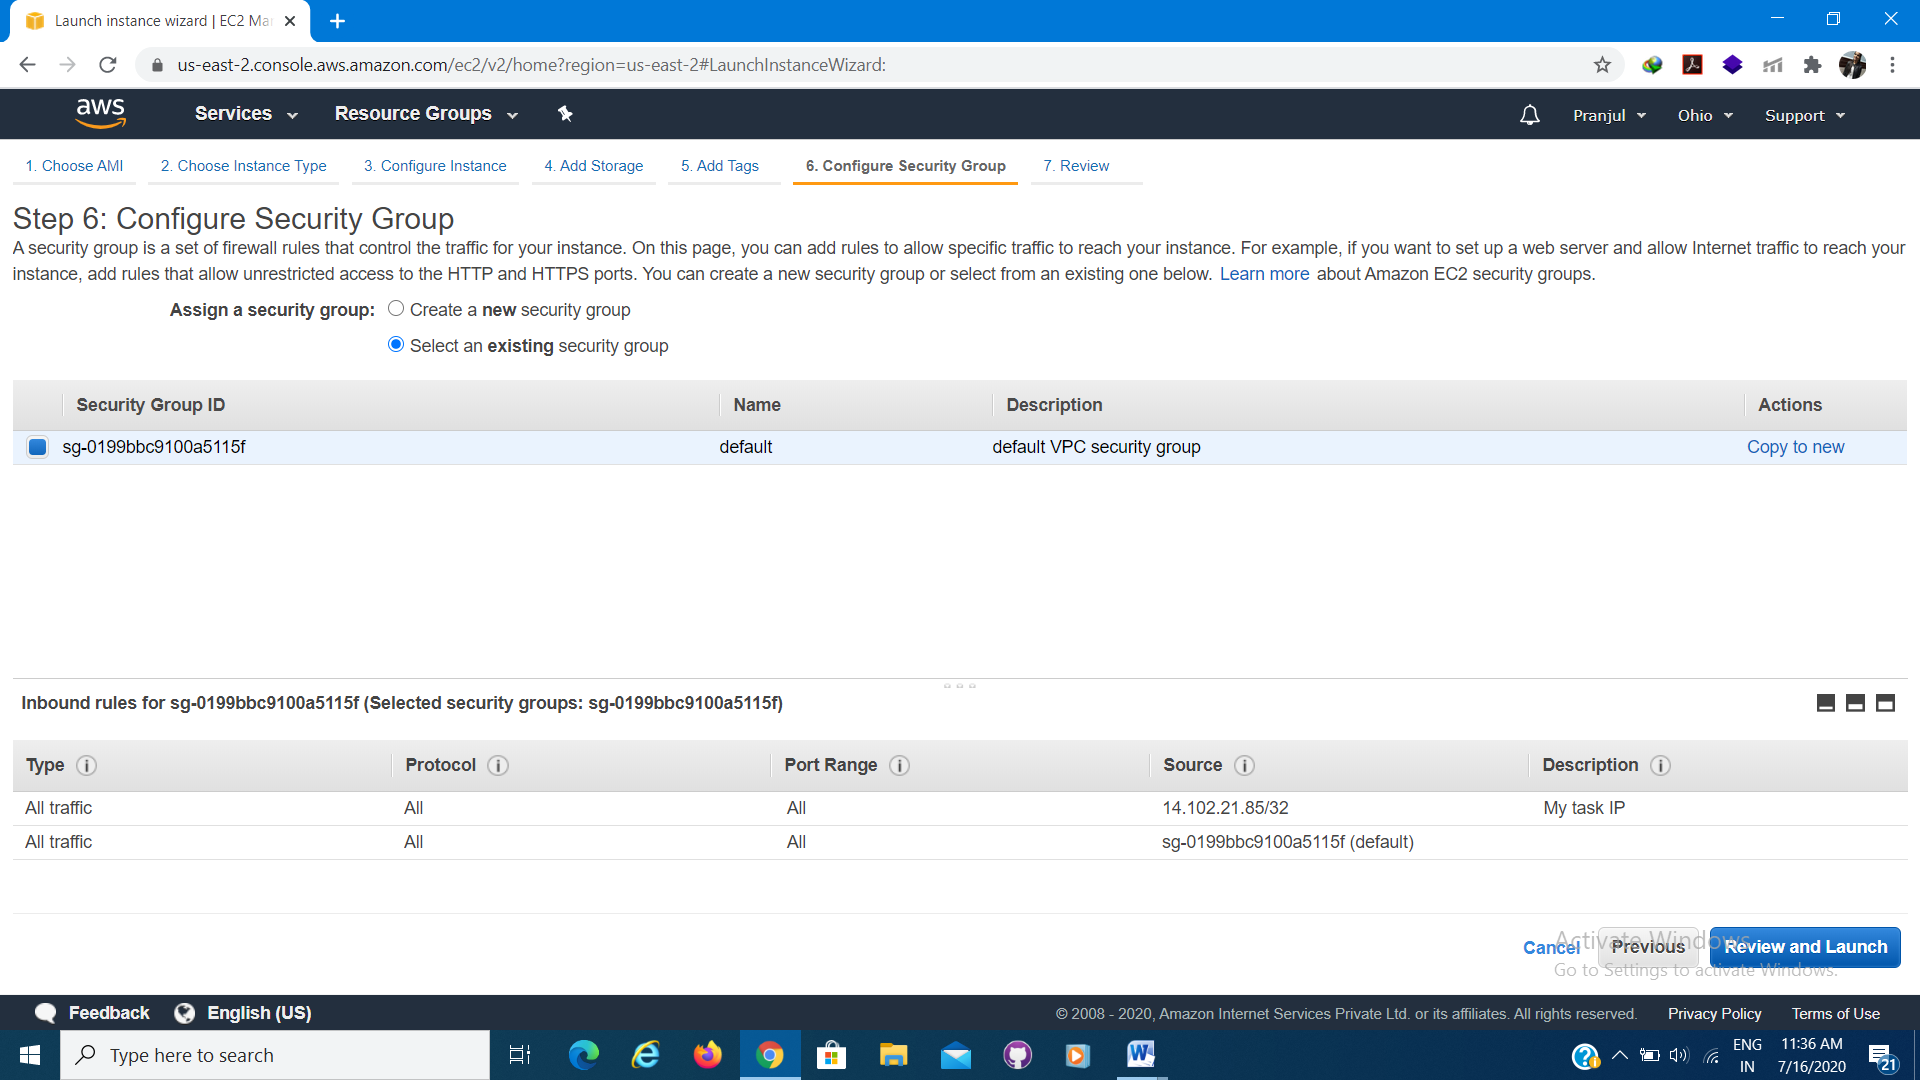 Launch instance wizard | EC2 Mar
us-east-2.console.aws.amazon.com/ec2/v2/home?region=us-east-2#LaunchInstanceWizard:
aws Services Resource Groups Pranjul Ohio Support
1. Choose AMI 2. Choose Instance Type 3. Configure Instance 4. Add Storage 5. Add Tags 6. Configure Security Group 7. Review
Step 6: Configure Security Group
A security group is a set of firewall rules that control the traffic for your instance. On this page, you can add rules to allow specific traffic to reach your instance. For example, if you want to set up a web server and allow Internet traffic to reach your
instance, add rules that allow unrestricted access to the HTTP and HTTPS ports. You can create a new security group or select from an existing one below. Learn more about Amazon EC2 security groups.
Assign a security group: Create a new security group
Select an existing security group
Security Group ID Name Description Actions
sg-0199bbc9100a5115f default default VPC security group Copy to new
Inbound rules for sg-0199bbc9100a5115f (Selected security groups: sg-0199bbc9100a5115f)
Type i Protocol i Port Range i Source i Description i
All traffic All All 14.102.21.85/32 My task IP
All traffic All All sg-0199bbc9100a5115f (default)
Cancel Previous Review and Launch
Activate Windows
Go to Settings to activate Windows.
Feedback English (US) © 2008 - 2020, Amazon Internet Services Private Ltd. or its affiliates. All rights reserved. Privacy Policy Terms of Use
Type here to search
ENG
IN
11:36 AM
7/16/2020
21